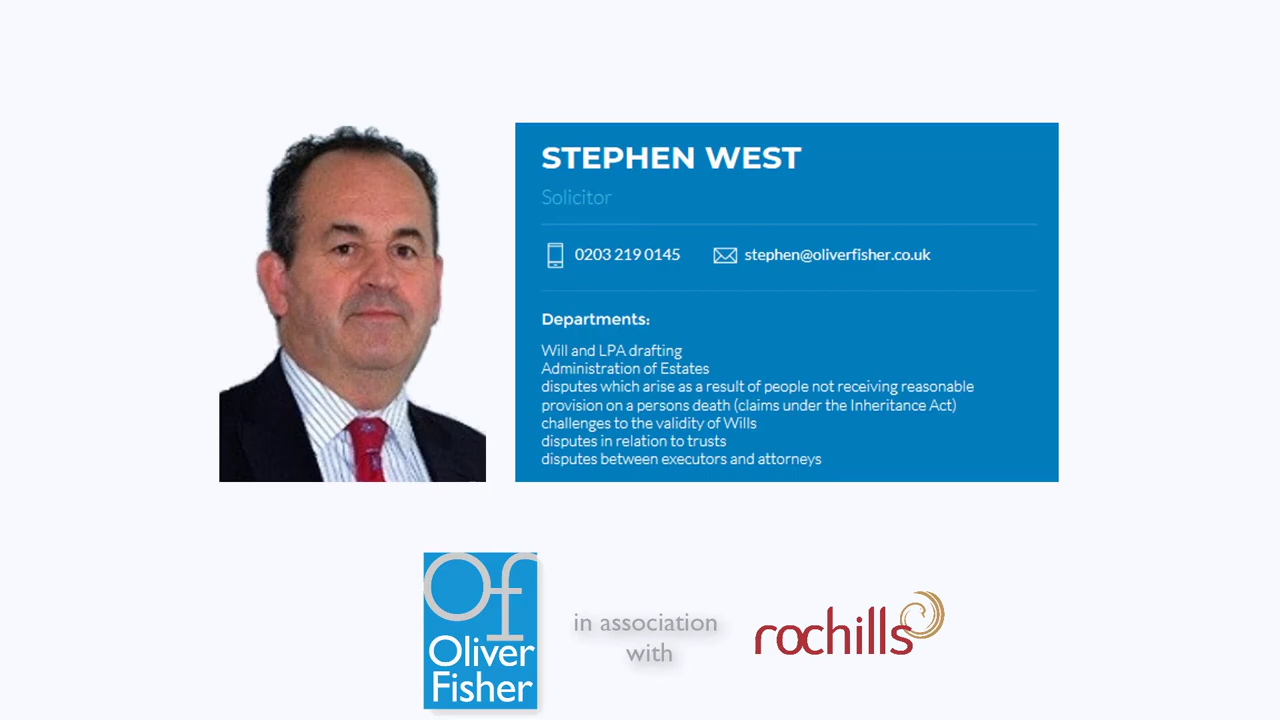 STEPHEN WEST
Solicitor
0203 219 0145 stephen@oliverfisher.co.uk
Departments:
Will and LPA drafting
Administration of Estates
disputes which arise as a result of people not receiving reasonable
provision on a persons death (claims under the Inheritance Act)
challenges to the validity of Wills
disputes in relation to trusts
disputes between executors and attorneys
Of
Oliver
Fisher
in association
with
rochills